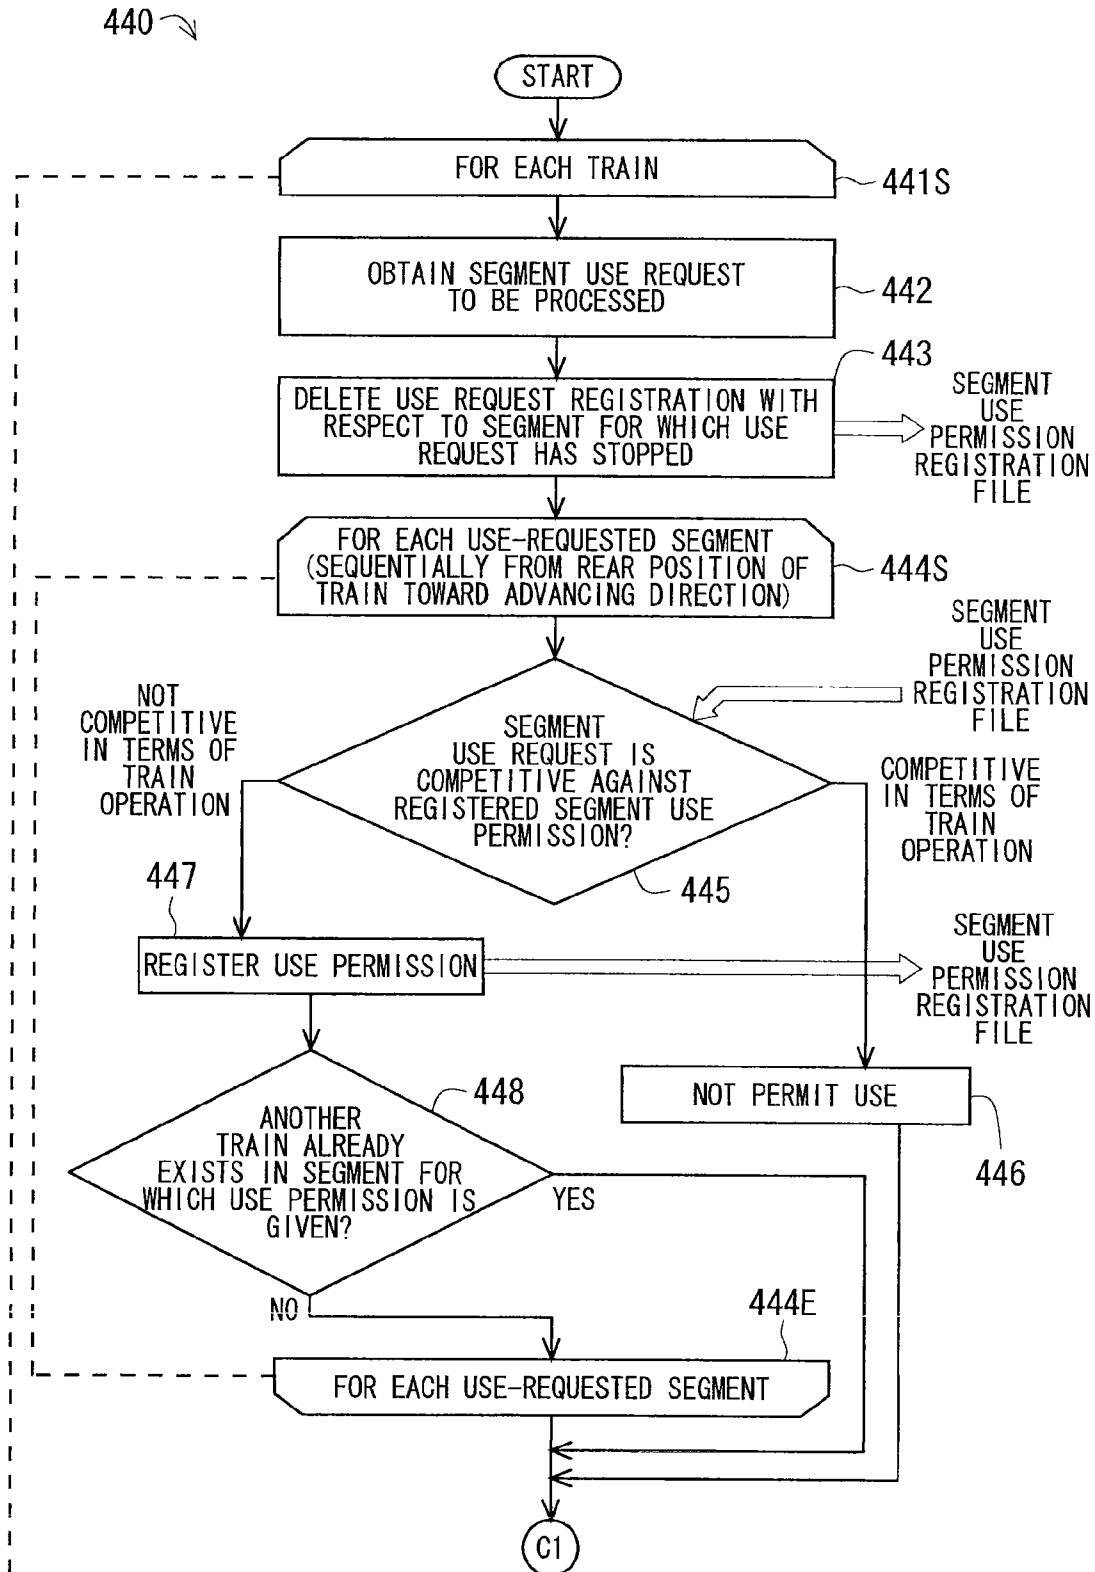 440
START
FOR EACH TRAIN
441S
OBTAIN SEGMENT USE REQUEST
TO BE PROCESSED
442
443
DELETE USE REQUEST REGISTRATION WITH
RESPECT TO SEGMENT FOR WHICH USE
REQUEST HAS STOPPED
SEGMENT
USE
PERMISSION
REGISTRATION
FILE
FOR EACH USE-REQUESTED SEGMENT
(SEQUENTIALLY FROM REAR POSITION OF
TRAIN TOWARD ADVANCING DIRECTION)
444S
SEGMENT
USE
PERMISSION
REGISTRATION
FILE
NOT
COMPETITIVE
IN TERMS OF
TRAIN
OPERATION
SEGMENT
USE REQUEST IS
COMPETITIVE AGAINST
REGISTERED SEGMENT USE
PERMISSION?
COMPETITIVE
IN TERMS OF
TRAIN
OPERATION
445
447
REGISTER USE PERMISSION
SEGMENT
USE
PERMISSION
REGISTRATION
FILE
448
NOT PERMIT USE
446
ANOTHER
TRAIN ALREADY
EXISTS IN SEGMENT FOR
WHICH USE PERMISSION IS
GIVEN?
YES
NO
444E
FOR EACH USE-REQUESTED SEGMENT
C1